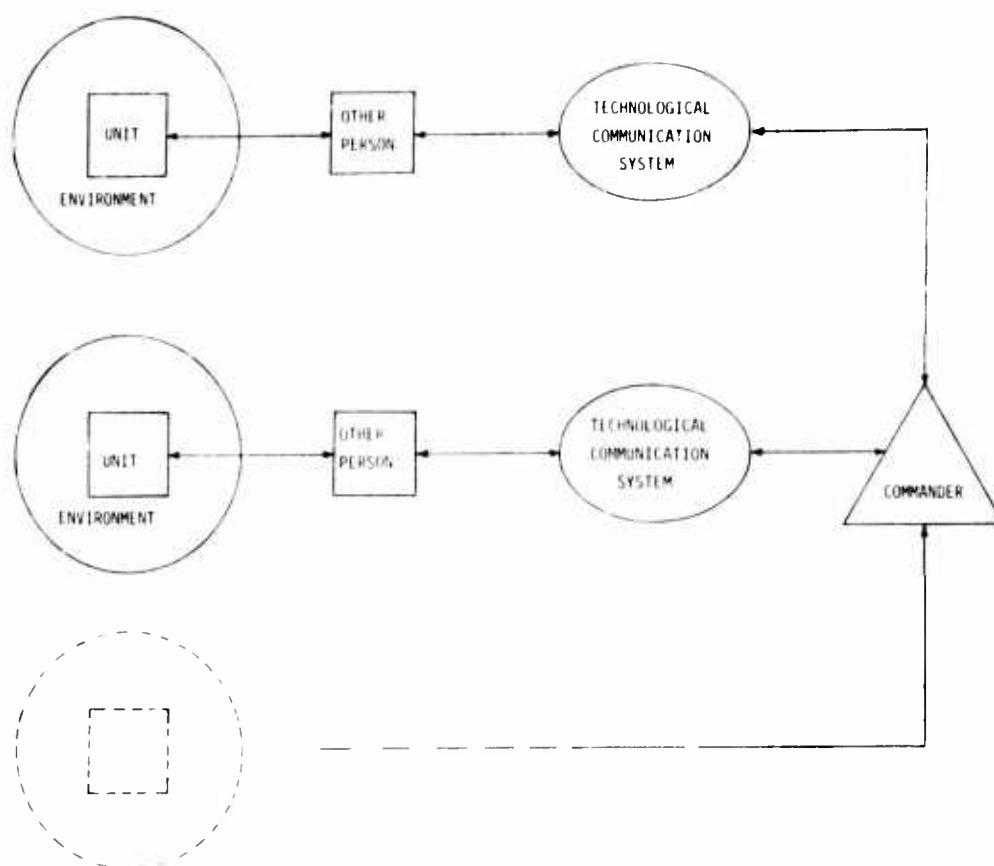 UNIT
ENVIRONMENT
OTHER
PERSON
TECHNOLOGICAL
COMMUNICATION
SYSTEM
UNIT
ENVIRONMENT
OTHER
PERSON
TECHNOLOGICAL
COMMUNICATION
SYSTEM
COMMANDER